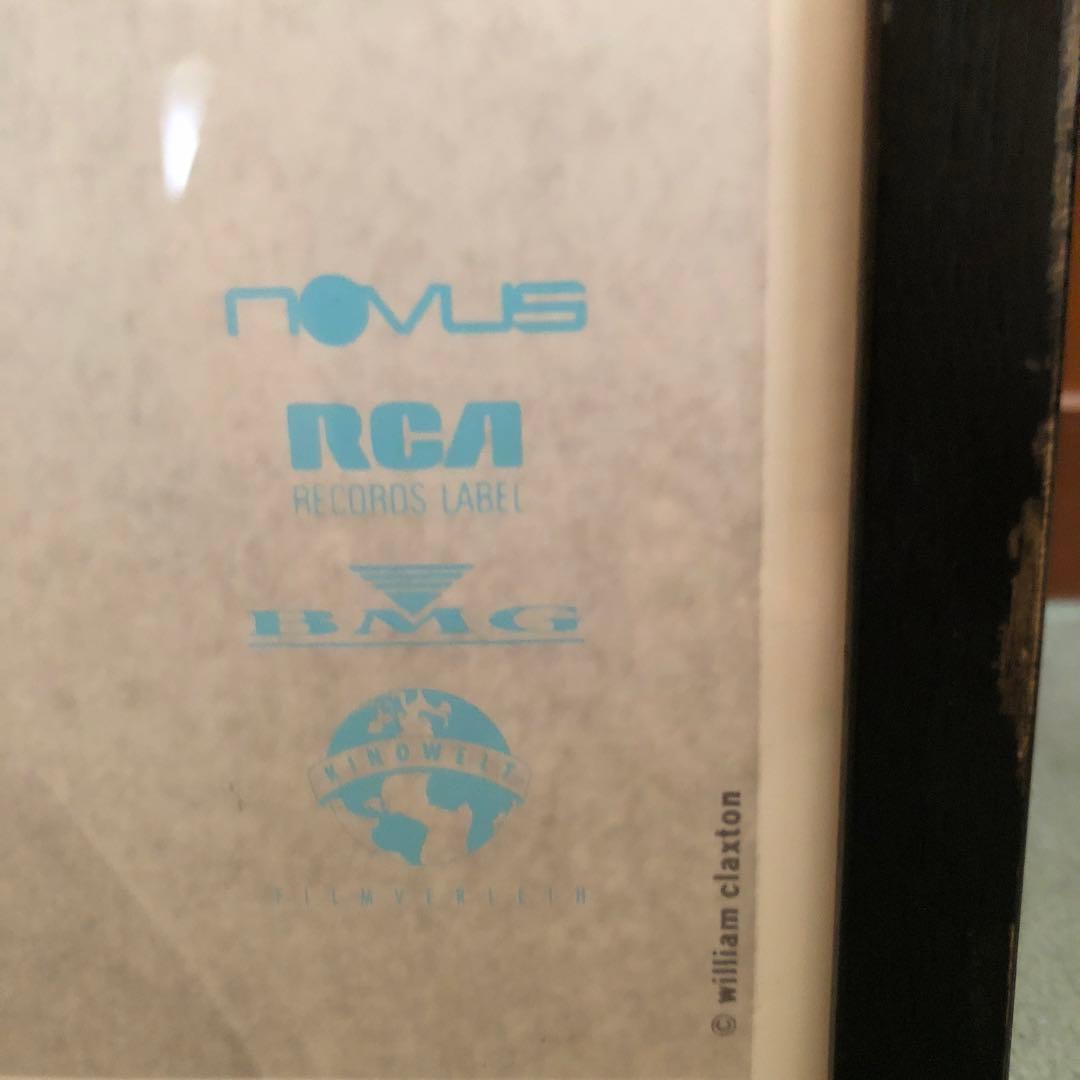 novus
RCA
RECORDS LABEL
BMG
KINOWELT
FILMVERLEIH
© william claxton